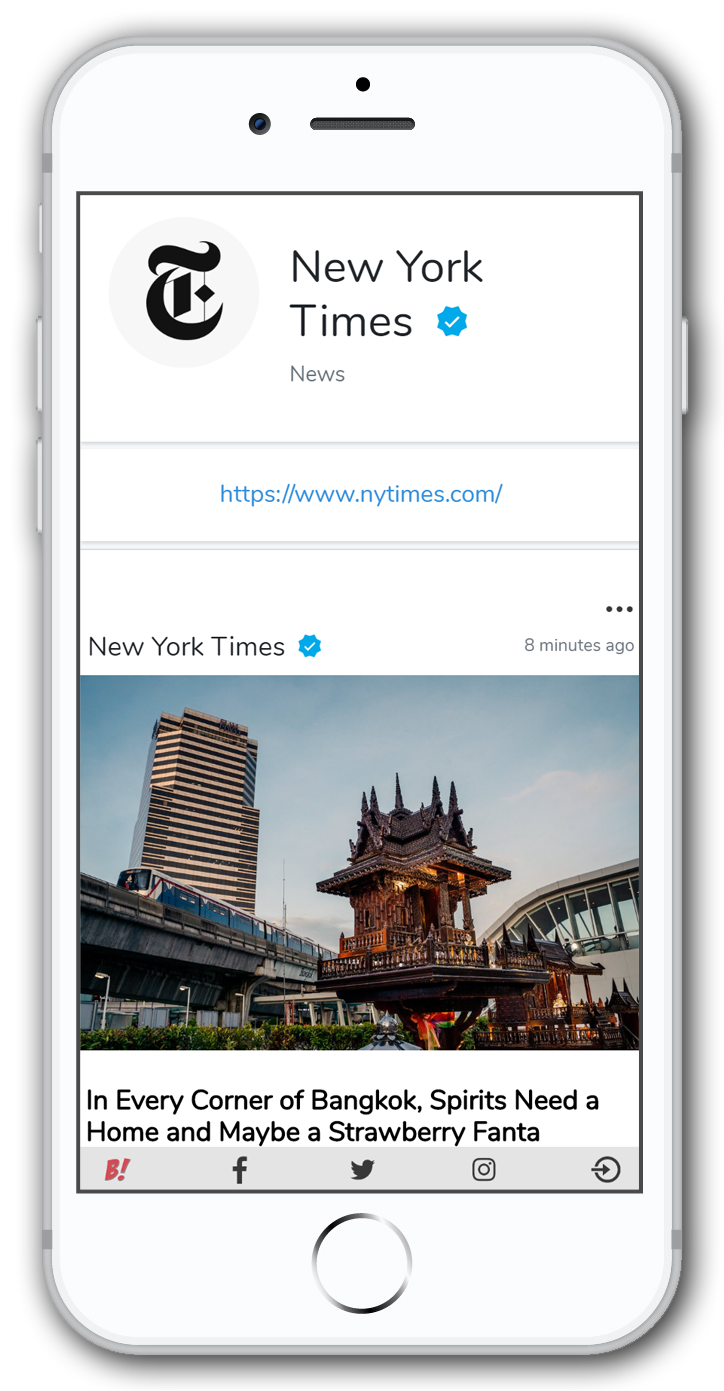 New York
Times
News
https://www.nytimes.com/
New York Times
8 minutes ago
In Every Corner of Bangkok, Spirits Need a
Home and Maybe a Strawberry Fanta
B!